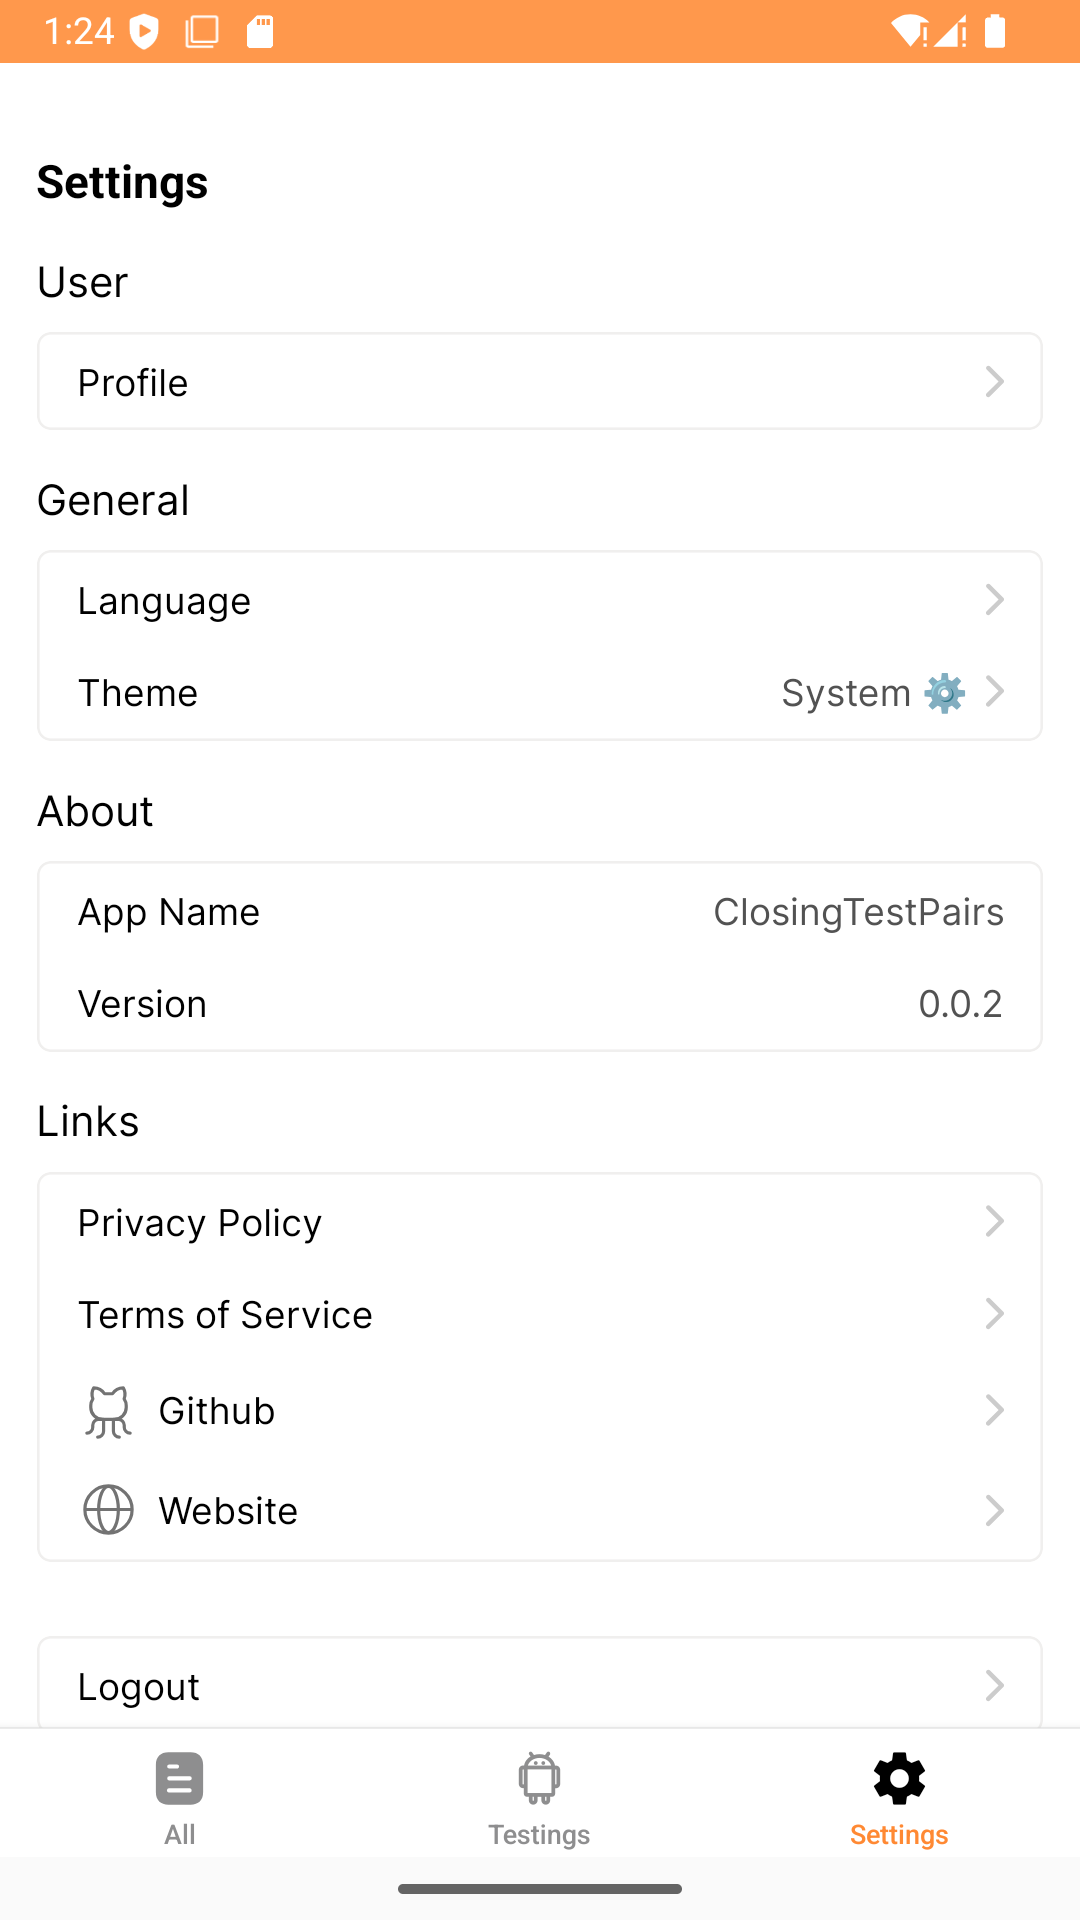 1:24
Settings
User
Profile
General
Language
Theme System ⚙️
About
App Name ClosingTestPairs
Version 0.0.2
Links
Privacy Policy
Terms of Service
Github
Website
Logout
All Testings Settings